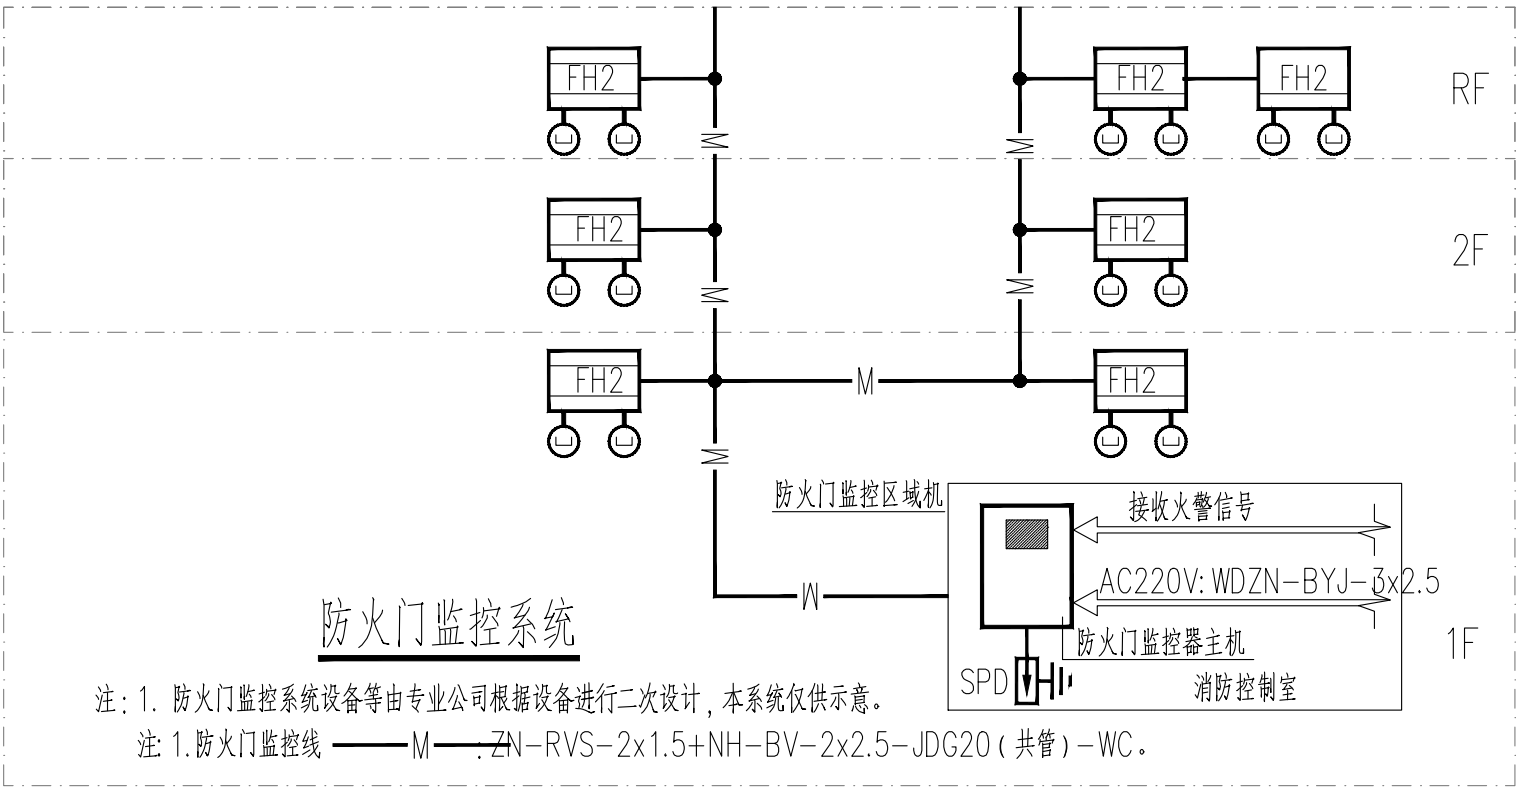 FH2 FH2 FH2 RF
M M
FH2 FH2 2F
M M
FH2 M FH2
M
防火门监控区域机
接收火警信号
AC220V:WDZN-BYJ-3x2.5
M
防火门监控系统
防火门监控器主机
1F
SPD
消防控制室
注:1. 防火门监控系统设备等由专业公司根据设备进行二次设计,本系统仅供示意。
注:1.防火门监控线 M :ZN-RVS-2x1.5+NH-BV-2x2.5-JDG20(共管)-WC。